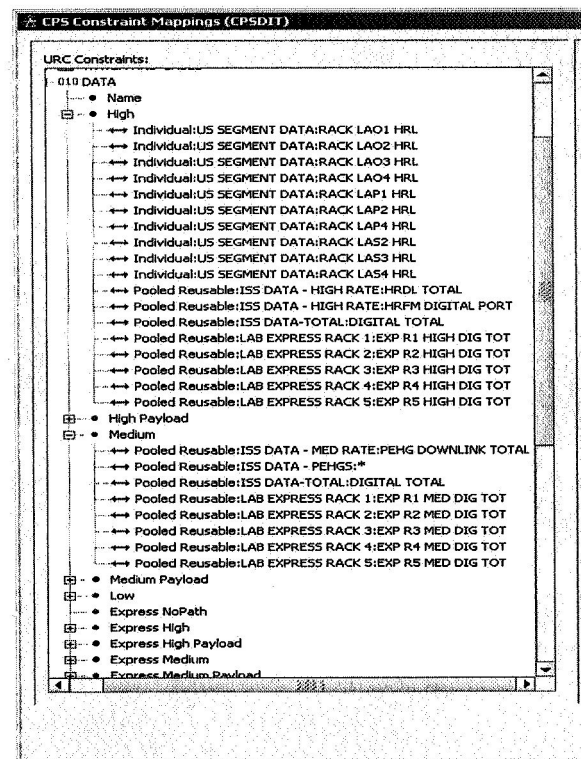 CPS Constraint Mappings (CPSDIT)
URC Constraints:
010 DATA
Name
High
Individual:US SEGMENT DATA:RACK LAO1 HRL
Individual:US SEGMENT DATA:RACK LAO2 HRL
Individual:US SEGMENT DATA:RACK LAO3 HRL
Individual:US SEGMENT DATA:RACK LAO4 HRL
Individual:US SEGMENT DATA:RACK LAP1 HRL
Individual:US SEGMENT DATA:RACK LAP2 HRL
Individual:US SEGMENT DATA:RACK LAP4 HRL
Individual:US SEGMENT DATA:RACK LAS2 HRL
Individual:US SEGMENT DATA:RACK LAS3 HRL
Individual:US SEGMENT DATA:RACK LAS4 HRL
Pooled Reusable:ISS DATA - HIGH RATE:HRDL TOTAL
Pooled Reusable:ISS DATA - HIGH RATE:HRFM DIGITAL PORT
Pooled Reusable:ISS DATA-TOTAL:DIGITAL TOTAL
Pooled Reusable:LAB EXPRESS RACK 1:EXP R1 HIGH DIG TOT
Pooled Reusable:LAB EXPRESS RACK 2:EXP R2 HIGH DIG TOT
Pooled Reusable:LAB EXPRESS RACK 3:EXP R3 HIGH DIG TOT
Pooled Reusable:LAB EXPRESS RACK 4:EXP R4 HIGH DIG TOT
Pooled Reusable:LAB EXPRESS RACK 5:EXP R5 HIGH DIG TOT
High Payload
Medium
Pooled Reusable:ISS DATA - MED RATE:PEHG DOWNLINK TOTAL
Pooled Reusable:ISS DATA - PEHGS:*
Pooled Reusable:ISS DATA-TOTAL:DIGITAL TOTAL
Pooled Reusable:LAB EXPRESS RACK 1:EXP R1 MED DIG TOT
Pooled Reusable:LAB EXPRESS RACK 2:EXP R2 MED DIG TOT
Pooled Reusable:LAB EXPRESS RACK 3:EXP R3 MED DIG TOT
Pooled Reusable:LAB EXPRESS RACK 4:EXP R4 MED DIG TOT
Pooled Reusable:LAB EXPRESS RACK 5:EXP R5 MED DIG TOT
Medium Payload
Low
Express NoPath
Express High
Express High Payload
Express Medium
Express Medium Payload